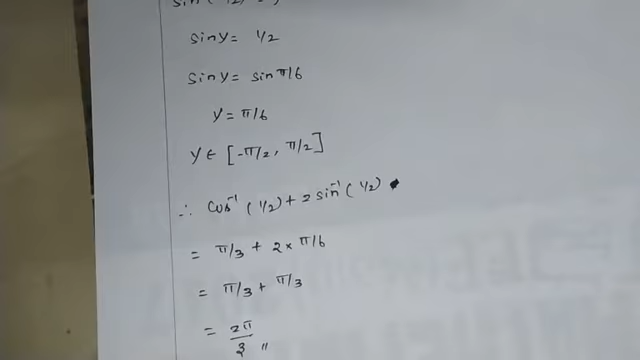 sin y = 1/2
sin y = sin π/6
y = π/6
y ∈ [-π/2, π/2]
∴ cos⁻¹ (1/2) + 2 sin⁻¹ (1/2)
= π/3 + 2 × π/6
= π/3 + π/3
= 2π/3 "